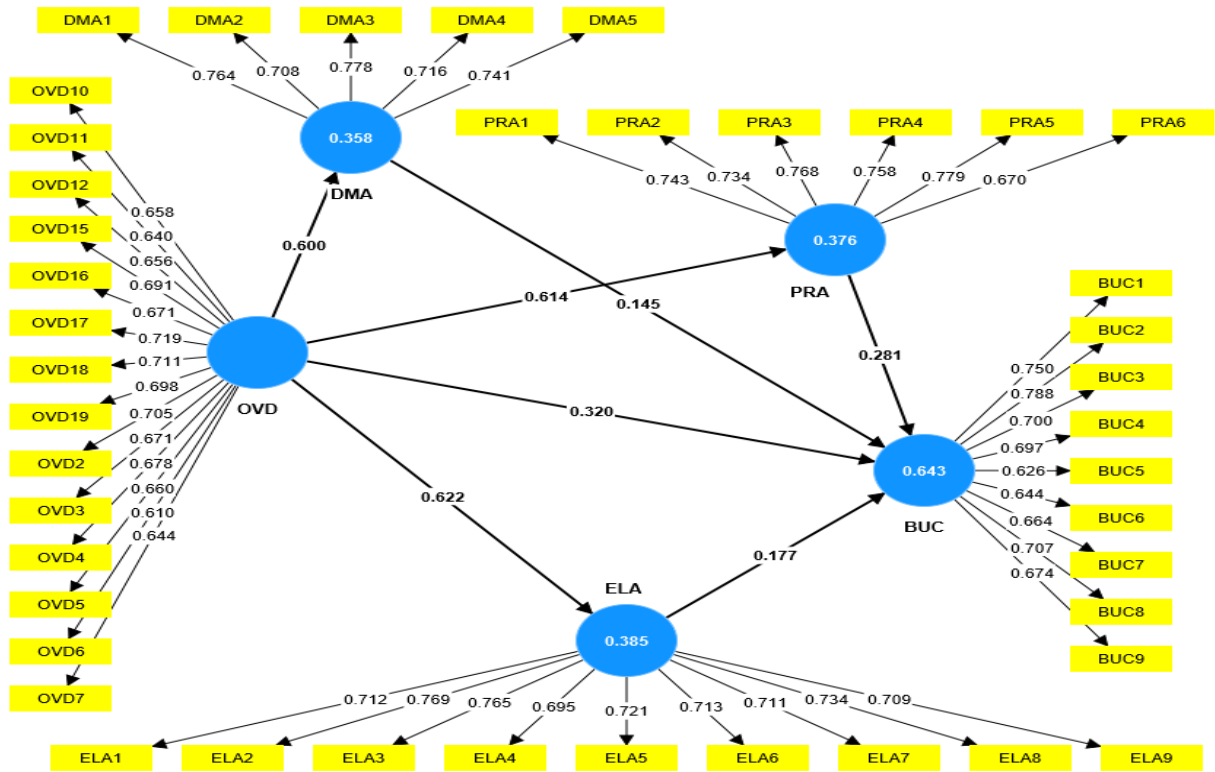 DMA1 DMA2 DMA3 DMA4 DMA5
0.764 0.708 0.778 0.716 0.741
0.358
DMA
PRA1 PRA2 PRA3 PRA4 PRA5 PRA6
0.743 0.734 0.768 0.758 0.779 0.670
0.376
PRA
OVD10
OVD11
OVD12
OVD15
OVD16
OVD17
OVD18
OVD19
OVD2
OVD3
OVD4
OVD5
OVD6
OVD7
0.658
0.640
0.656
0.691
0.671
0.719
0.711
0.698
0.705
0.671
0.678
0.660
0.610
0.644
OVD
0.600
0.614
0.145
0.281
0.320
0.622
0.177
0.643
BUC
BUC1
BUC2
BUC3
BUC4
BUC5
BUC6
BUC7
BUC8
BUC9
0.750
0.788
0.700
0.697
0.626
0.644
0.664
0.707
0.674
ELA
0.385
0.712 0.769 0.765 0.695 0.721 0.713 0.711 0.734 0.709
ELA1 ELA2 ELA3 ELA4 ELA5 ELA6 ELA7 ELA8 ELA9